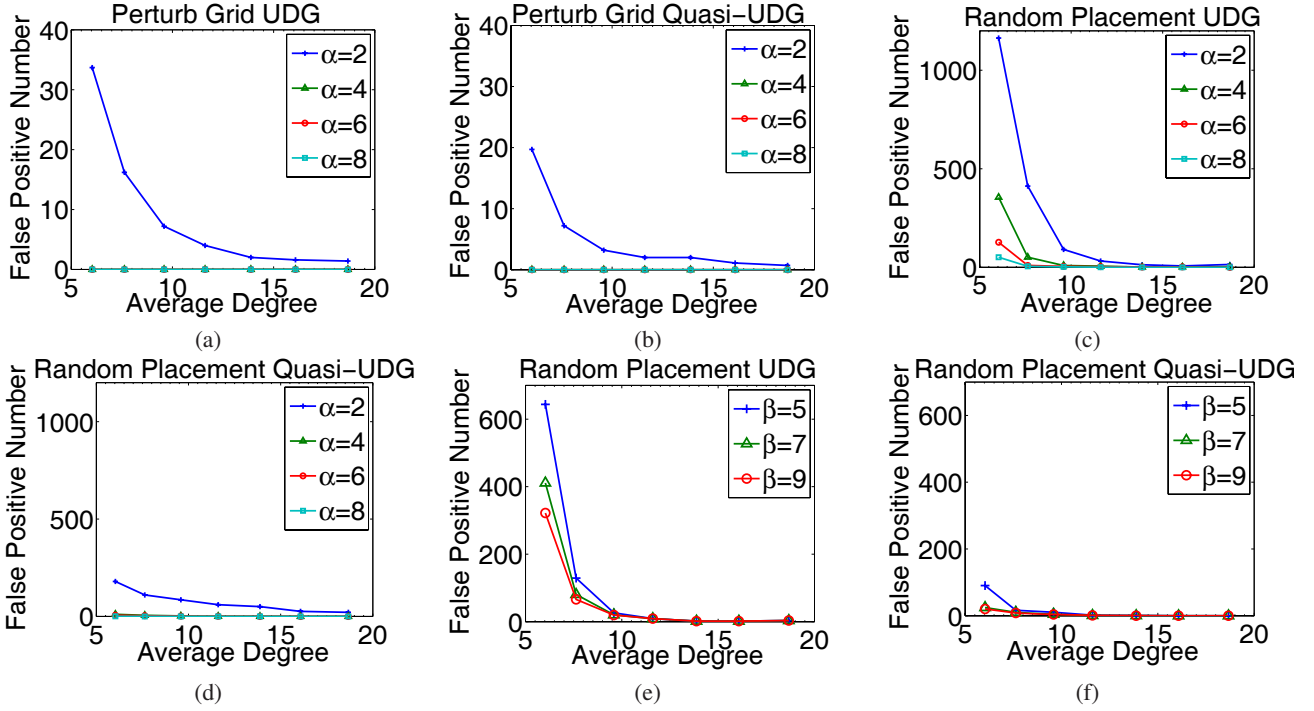 Perturb Grid UDG
False Positive Number
40
30
20
10
0
5 10 15 20
Average Degree
α=2
α=4
α=6
α=8
(a)
Perturb Grid Quasi-UDG
False Positive Number
40
30
20
10
0
5 10 15 20
Average Degree
α=2
α=4
α=6
α=8
(b)
Random Placement UDG
False Positive Number
1000
500
0
5 10 15 20
Average Degree
α=2
α=4
α=6
α=8
(c)
Random Placement Quasi-UDG
False Positive Number
1000
500
0
5 10 15 20
Average Degree
α=2
α=4
α=6
α=8
(d)
Random Placement UDG
False Positive Number
600
400
200
0
5 10 15 20
Average Degree
β=5
β=7
β=9
(e)
Random Placement Quasi-UDG
False Positive Number
600
400
200
0
5 10 15 20
Average Degree
β=5
β=7
β=9
(f)